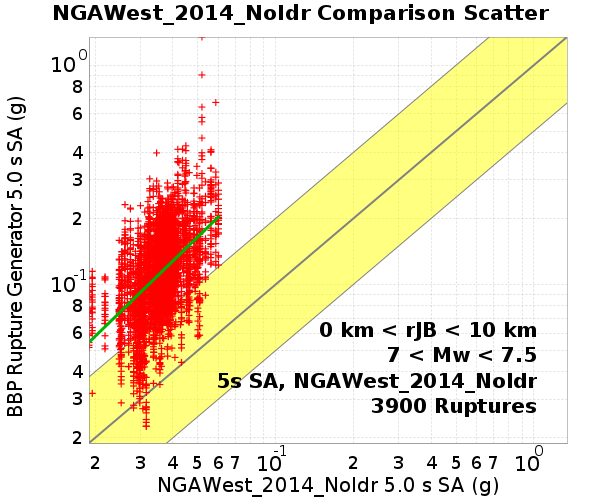 NGAWest_2014_NoIdr Comparison Scatter
BBP Rupture Generator 5.0 s SA (g)
10^0
8
6
4
3
2
10^-1
8
6
4
3
2
0 km < rJB < 10 km
7 < Mw < 7.5
5s SA, NGAWest_2014_NoIdr
3900 Ruptures
2 3 4 5 6 7 10^-1 2 3 4 5 6 7 10^0
NGAWest_2014_NoIdr 5.0 s SA (g)